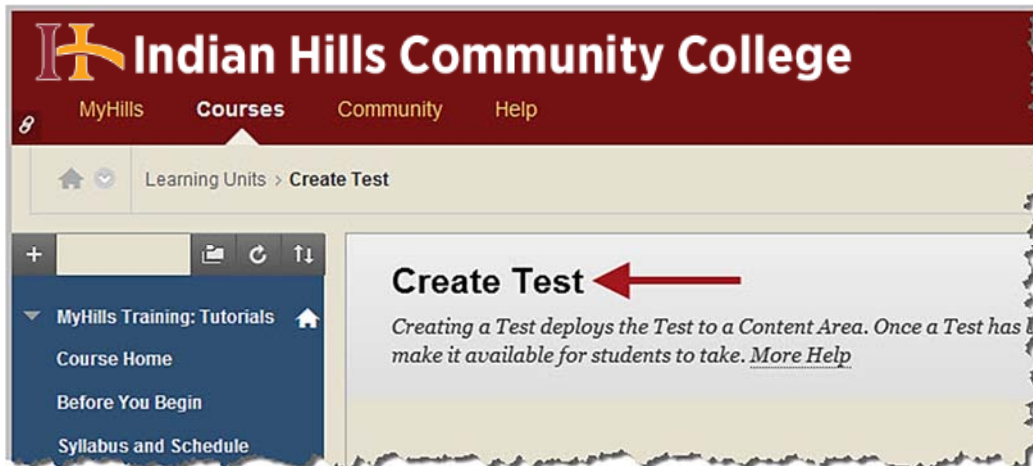 Indian Hills Community College
MyHills Courses Community Help
Learning Units > Create Test
Create Test
MyHills Training: Tutorials
Creating a Test deploys the Test to a Content Area. Once a Test has
make it available for students to take. More Help
Course Home
Before You Begin
Syllabus and Schedule